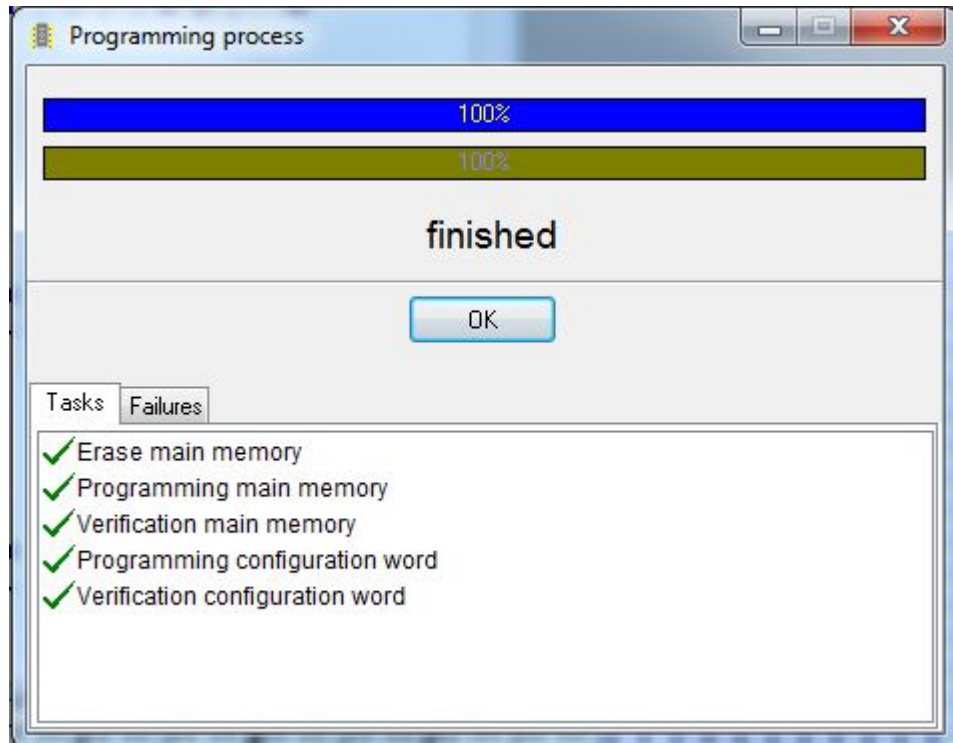 Programming process
100%
100%
finished
OK
Tasks Failures
Erase main memory
Programming main memory
Verification main memory
Programming configuration word
Verification configuration word